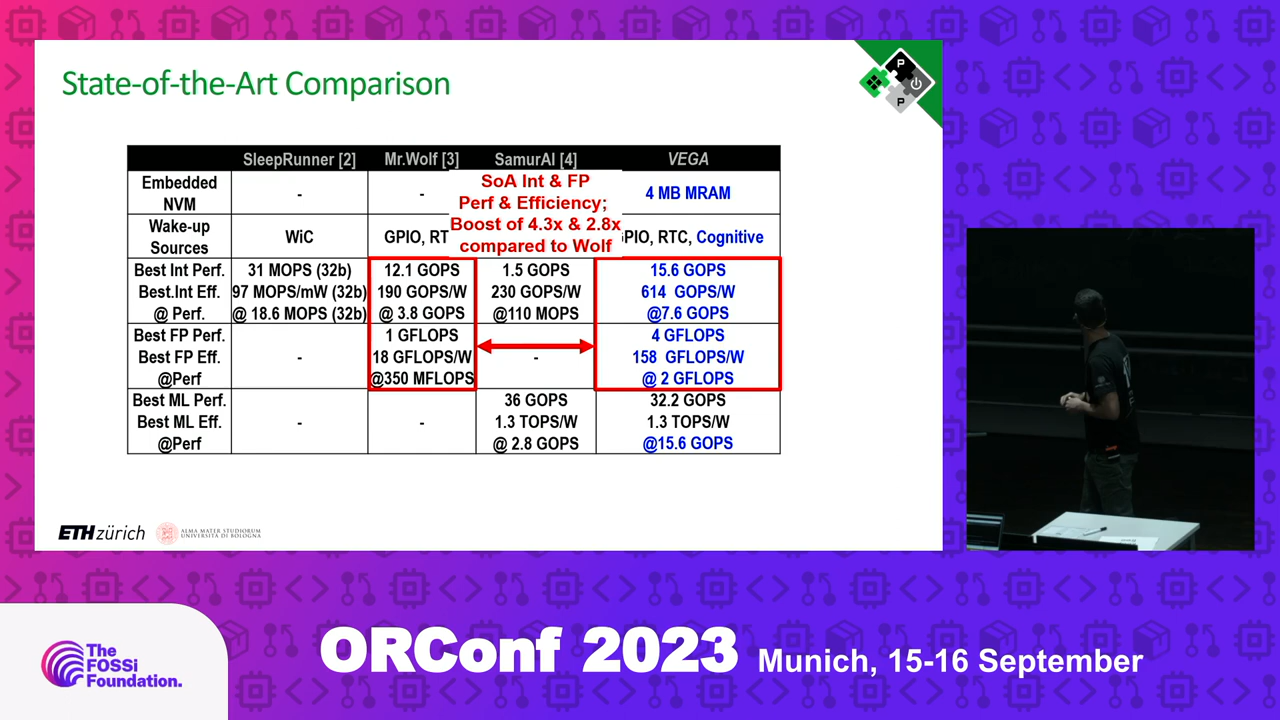 State-of-the-Art Comparison
P
P
SleepRunner [2] Mr.Wolf [3] SamurAI [4] VEGA
Embedded NVM - - 4 MB MRAM
SoA Int & FP
Perf & Efficiency;
Boost of 4.3x & 2.8x
compared to Wolf
Wake-up Sources WiC GPIO, RT PIO, RTC, Cognitive
Best Int Perf. 31 MOPS (32b) 12.1 GOPS 1.5 GOPS 15.6 GOPS
Best.Int Eff. 97 MOPS/mW (32b) 190 GOPS/W 230 GOPS/W 614 GOPS/W
@ Perf. @ 18.6 MOPS (32b) @ 3.8 GOPS @110 MOPS @7.6 GOPS
Best FP Perf. 1 GFLOPS 4 GFLOPS
Best FP Eff. - 18 GFLOPS/W - 158 GFLOPS/W
@Perf @350 MFLOPS @ 2 GFLOPS
Best ML Perf. 36 GOPS 32.2 GOPS
Best ML Eff. - - 1.3 TOPS/W 1.3 TOPS/W
@Perf @ 2.8 GOPS @15.6 GOPS
ETH zürich ALMA MATER STUDIORUM
UNIVERSITÀ DI BOLOGNA
The
FOSSi
Foundation.
ORConf 2023 Munich, 15-16 September